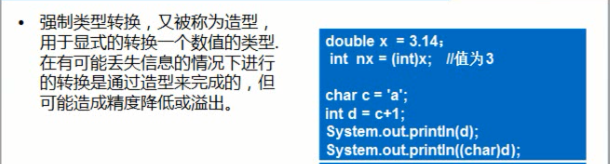 • 强制类型转换，又被称为造型，
用于显式的转换一个数值的类型.
在有可能丢失信息的情况下进行
的转换是通过造型来完成的，但
可能造成精度降低或溢出。
double x = 3.14；
int nx = (int)x; //值为3
char c = 'a';
int d = c+1;
System.out.println(d);
System.out.println((char)d);